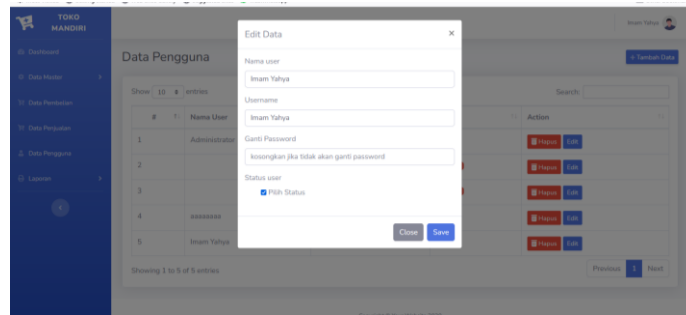 TOKO
MANDIRI
Imam Yahya
Dashboard
Data Master
Data Pembelian
Data Penjualan
Data Pengguna
Laporan
Data Pengguna
+ Tambah Data
Show 10 entries
Search:
# Nama User Action
1 Administrator Hapus Edit
2
3 Hapus Edit
4 aaaaaaaa Hapus Edit
5 Imam Yahya Hapus Edit
Showing 1 to 5 of 5 entries
Previous 1 Next
Edit Data ×
Nama user
Imam Yahya
Username
Imam Yahya
Ganti Password
kosongkan jika tidak akan ganti password
Status user
Pilih Status
Close Save